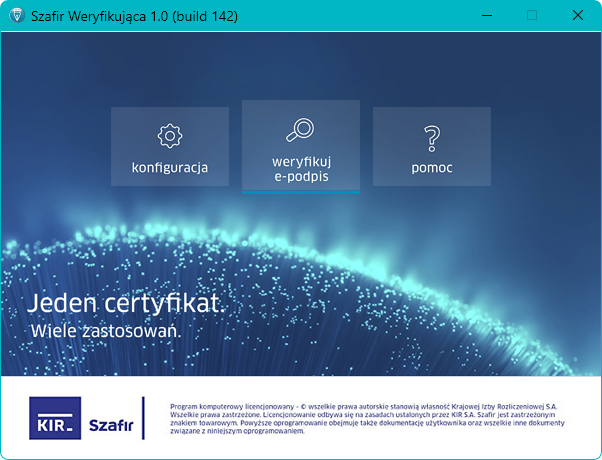 Szafir Weryfikująca 1.0 (build 142)
konfiguracja
weryfikuj
e-podpis
pomoc
Jeden certyfikat.
Wiele zastosowań.
KIR
Szafir
Program komputerowy licencjonowany - © wszelkie prawa autorskie stanowią własność Krajowej Izby Rozliczeniowej S.A.
Wszelkie prawa zastrzeżone. Licencjonowanie odbywa się na zasadach ustalonych przez KIR S.A. Szafir jest zastrzeżonym
znakiem towarowym. Powyższe oprogramowanie obejmuje także dokumentację użytkownika oraz wszelkie inne dokumenty
związane z niniejszym oprogramowaniem.